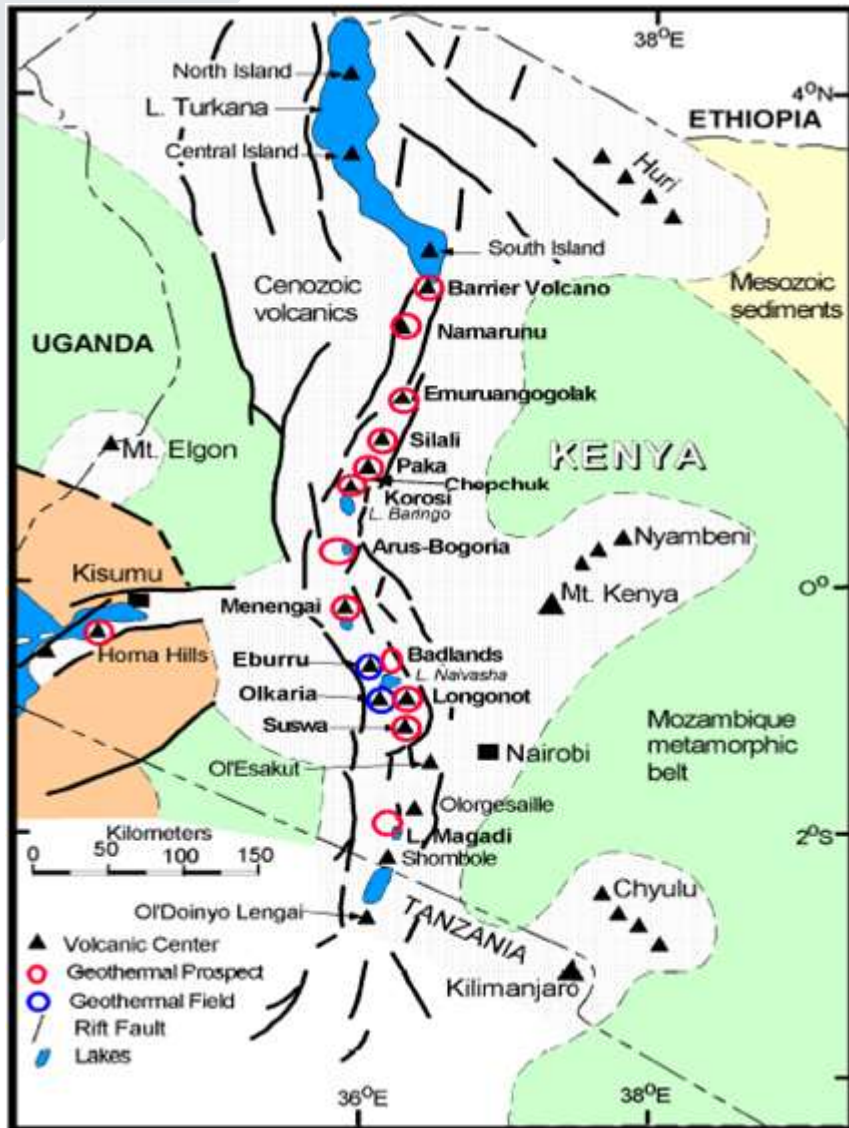 38°E
North Island
4°N
L. Turkana
ETHIOPIA
Central Island
Huri
South Island
Cenozoic
volcanics
Barrier Volcano
Mesozoic
sediments
Namarunu
UGANDA
Emuruangogolak
Mt. Elgon
Silali
KENYA
Paka
Chepchuk
Korosi
L. Baringo
Arus-Bogoria
Nyambeni
Kisumu
0°
Menengai
Mt. Kenya
Homa Hills
Eburru
Badlands
L. Naivasha
Olkaria
Longonot
Suswa
Mozambique
metamorphic
belt
Nairobi
Ol'Esakut
Olorgesaille
Kilometers
L. Magadi
2°S
0 50 100 150
Shombole
Chyulu
Ol'Doinyo Lengai
TANZANIA
Volcanic Center
Geothermal Prospect
Kilimanjaro
Geothermal Field
Rift Fault
Lakes
36°E
38°E